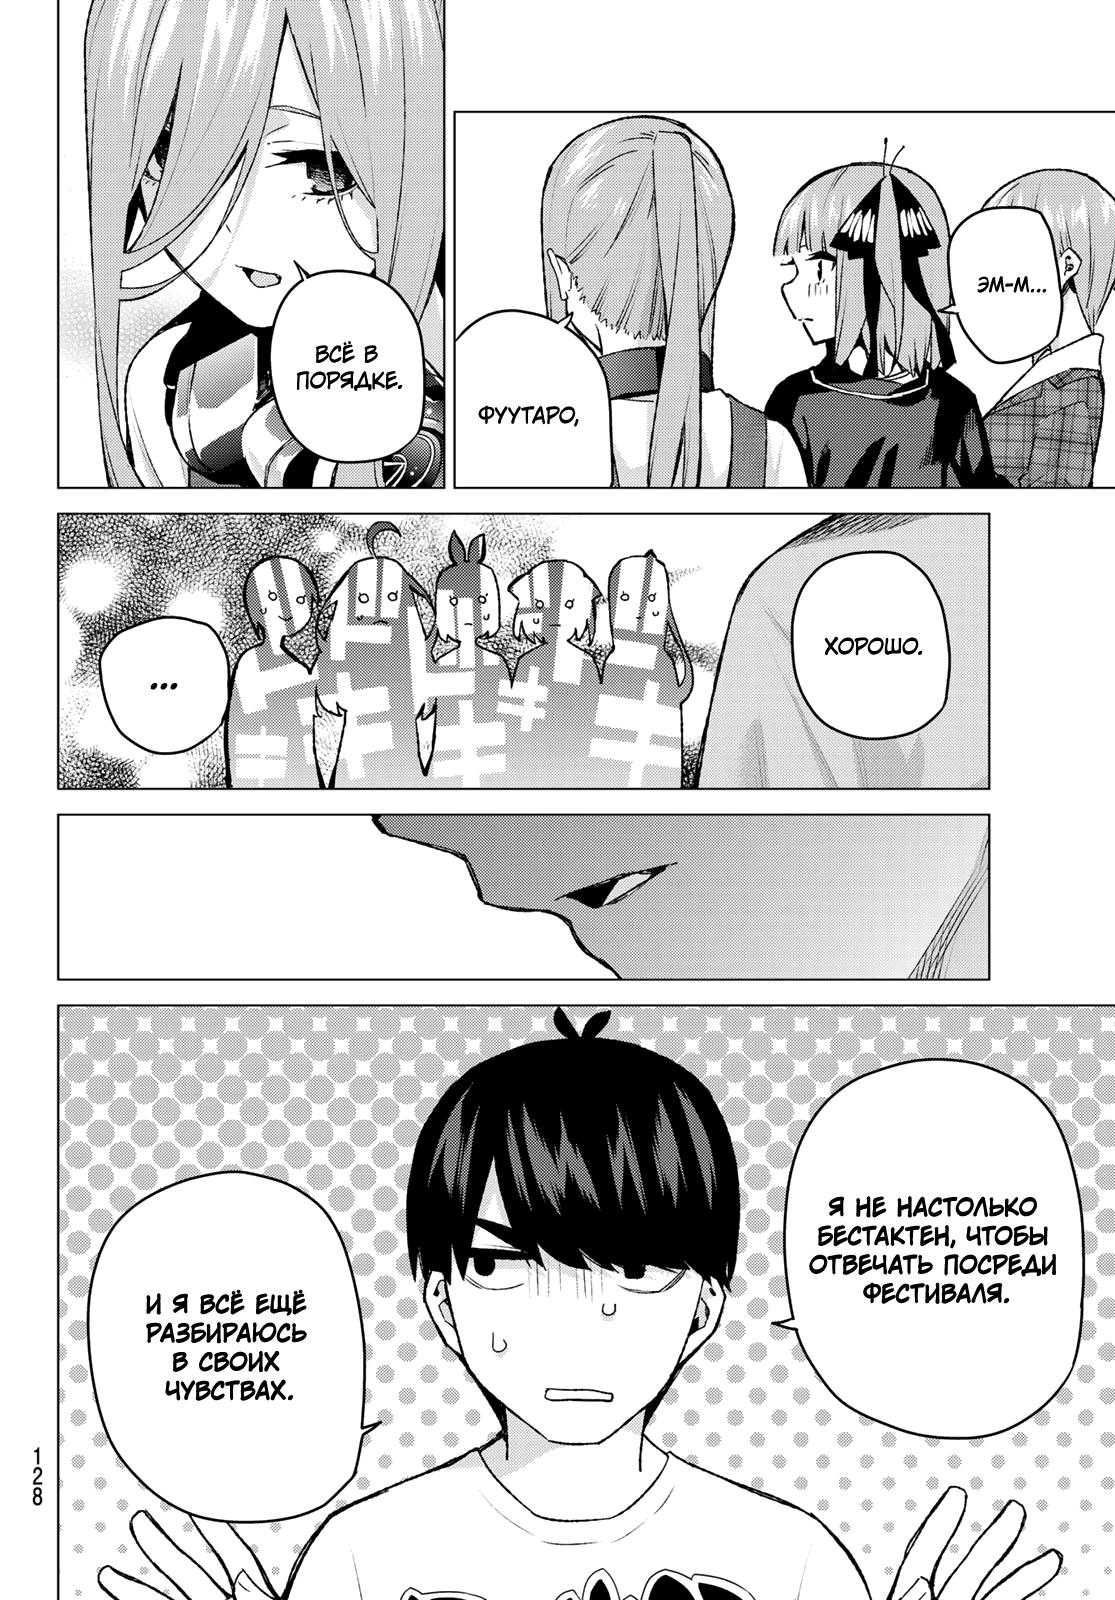 ЭМ-М...
ФУУТАРО,
ВСЁ В
ПОРЯДКЕ.
ХОРОШО.
...
Я НЕ НАСТОЛЬКО
БЕСТАКТЕН, ЧТОБЫ
ОТВЕЧАТЬ ПОСРЕДИ
ФЕСТИВАЛЯ.
И Я ВСЁ ЕЩЁ
РАЗБИРАЮСЬ
В СВОИХ
ЧУВСТВАХ.
128